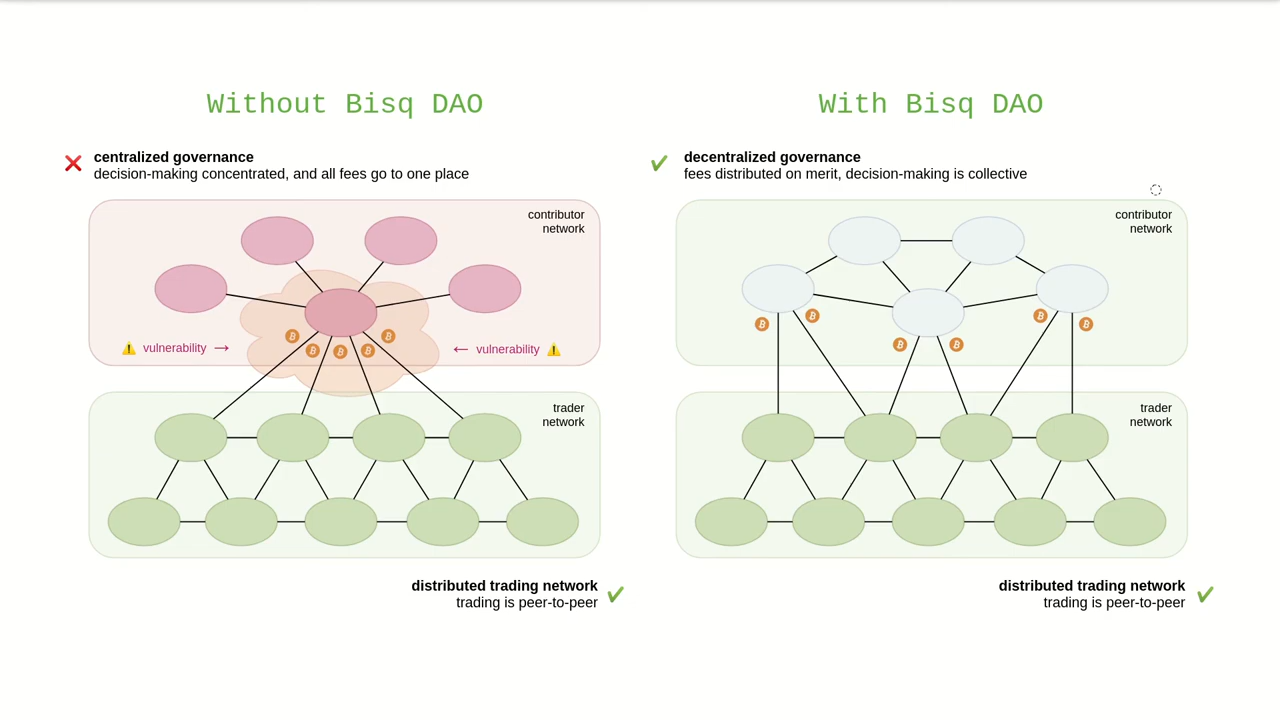 Without Bisq DAO
centralized governance
decision-making concentrated, and all fees go to one place
contributor
network
vulnerability →
← vulnerability
trader
network
distributed trading network
trading is peer-to-peer
With Bisq DAO
decentralized governance
fees distributed on merit, decision-making is collective
contributor
network
trader
network
distributed trading network
trading is peer-to-peer